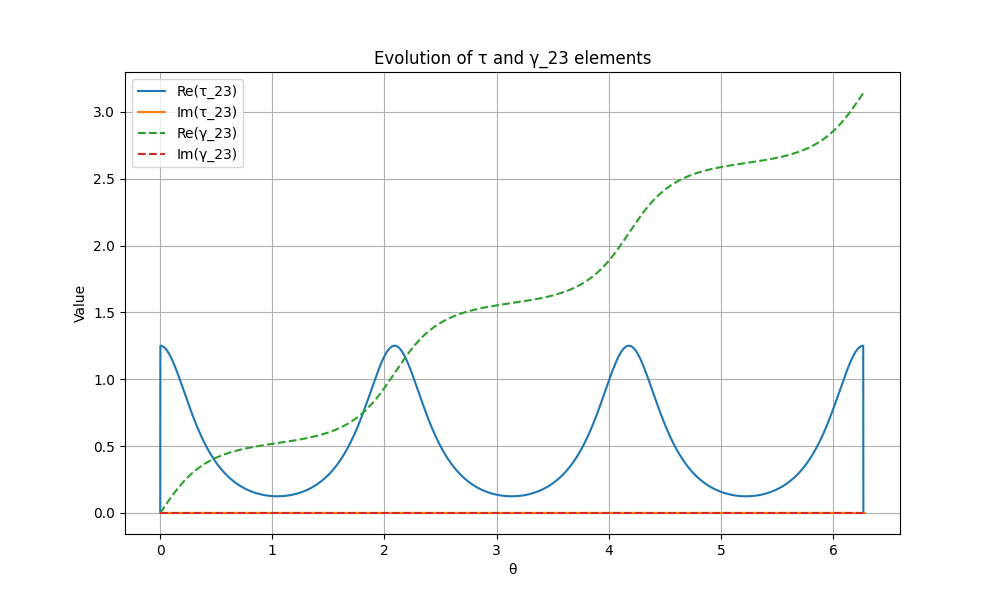 Evolution of τ and γ_23 elements
Re(τ_23)
Im(τ_23)
Re(γ_23)
Im(γ_23)
Value
3.0
2.5
2.0
1.5
1.0
0.5
0.0
0 1 2 3 4 5 6
θ